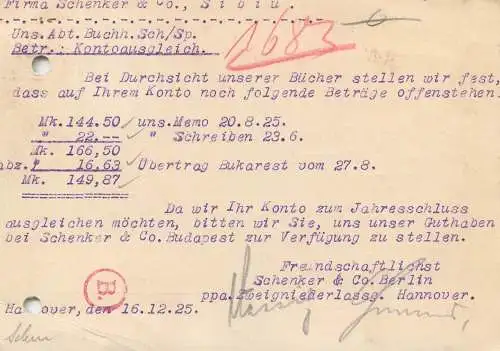 Firma Schenker & Co., Sibiu
1683
Uns.Abt.Buchh.Sch/Sp.
Betr.: Kontoausgleich.
Bei Durchsicht unserer Bücher stellen wir fest,
dass auf Ihrem Konto noch folgende Beträge offenstehen:
Mk.144.50 uns.Memo 20.8.25.
" 22.-- " Schreiben 23.6.
Mk. 166,50
abz." 16,63 Übertrag Bukarest vom 27.8.
Mk. 149,87
Da wir Ihr Konto zum Jahresschluss
ausgleichen möchten, bitten wir Sie, uns unser Guthaben
bei Schenker & Co.Budapest zur Verfügung zu stellen.
Freindschaftlichst
Schenker & Co.Berlin
ppa.Zweigniederlassg. Hannover.
B.
Hannover,den 16.12.25.